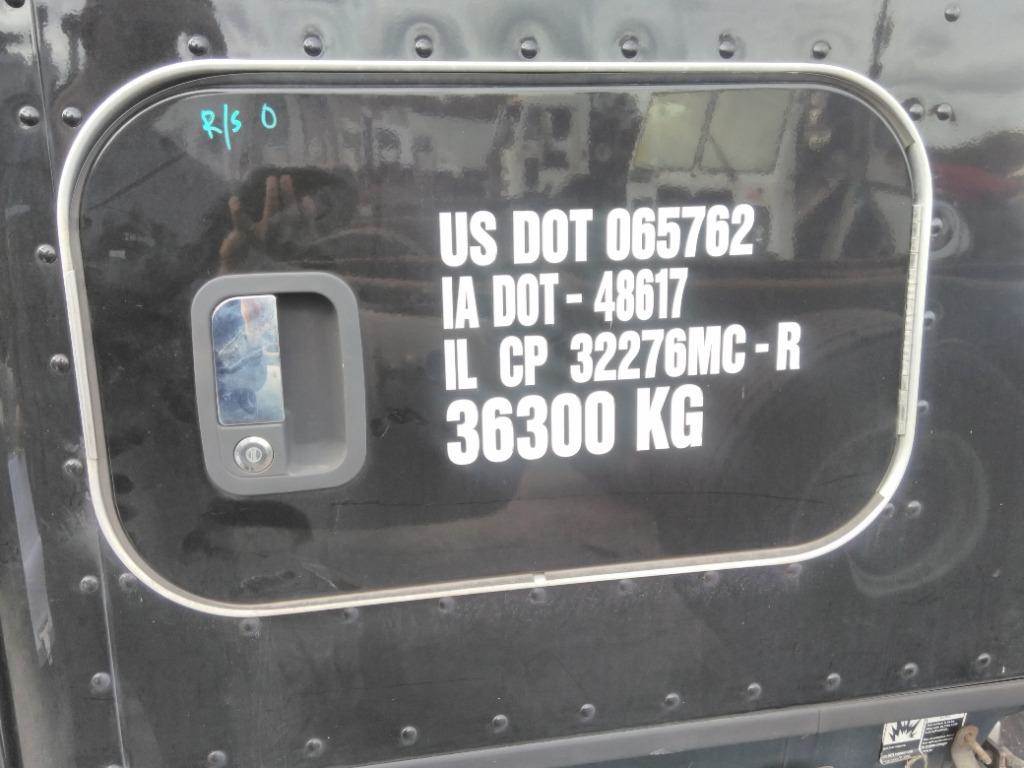 R/S 0
US DOT 065762
IA DOT - 48617
IL CP 32276MC - R
36300 KG